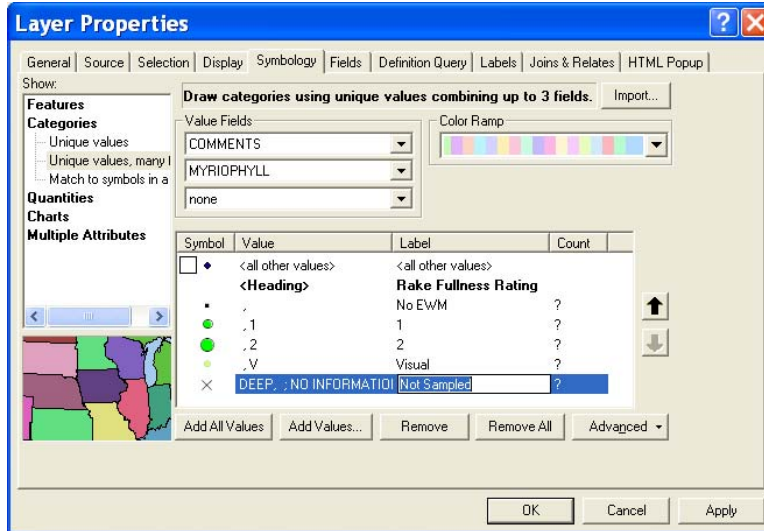 Layer Properties
General Source Selection Display Symbology Fields Definition Query Labels Joins & Relates HTML Popup
Show:
Features
Categories
Unique values
Unique values, many
Match to symbols in a
Quantities
Charts
Multiple Attributes
Draw categories using unique values combining up to 3 fields. Import...
Value Fields
COMMENTS
MYRIOPHYLL
none
Color Ramp
Symbol Value Label Count
<all other values> <all other values>
<Heading> Rake Fullness Rating
, No EWM ?
, 1 1 ?
, 2 2 ?
, V Visual ?
DEEP, ; NO INFORMATIOI Not Sampled ?
Add All Values Add Values... Remove Remove All Advanced
OK Cancel Apply